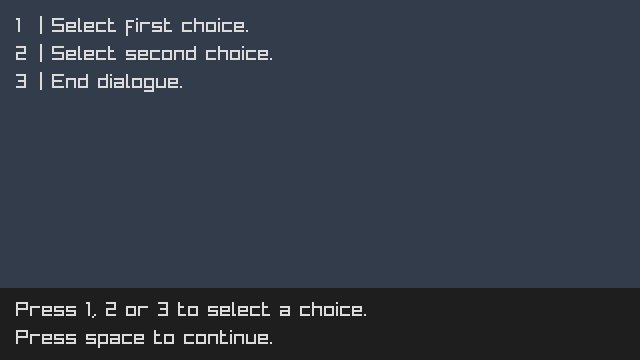 1 | Select first choice.
2 | Select second choice.
3 | End dialogue.
Press 1, 2 or 3 to select a choice.
Press space to continue.